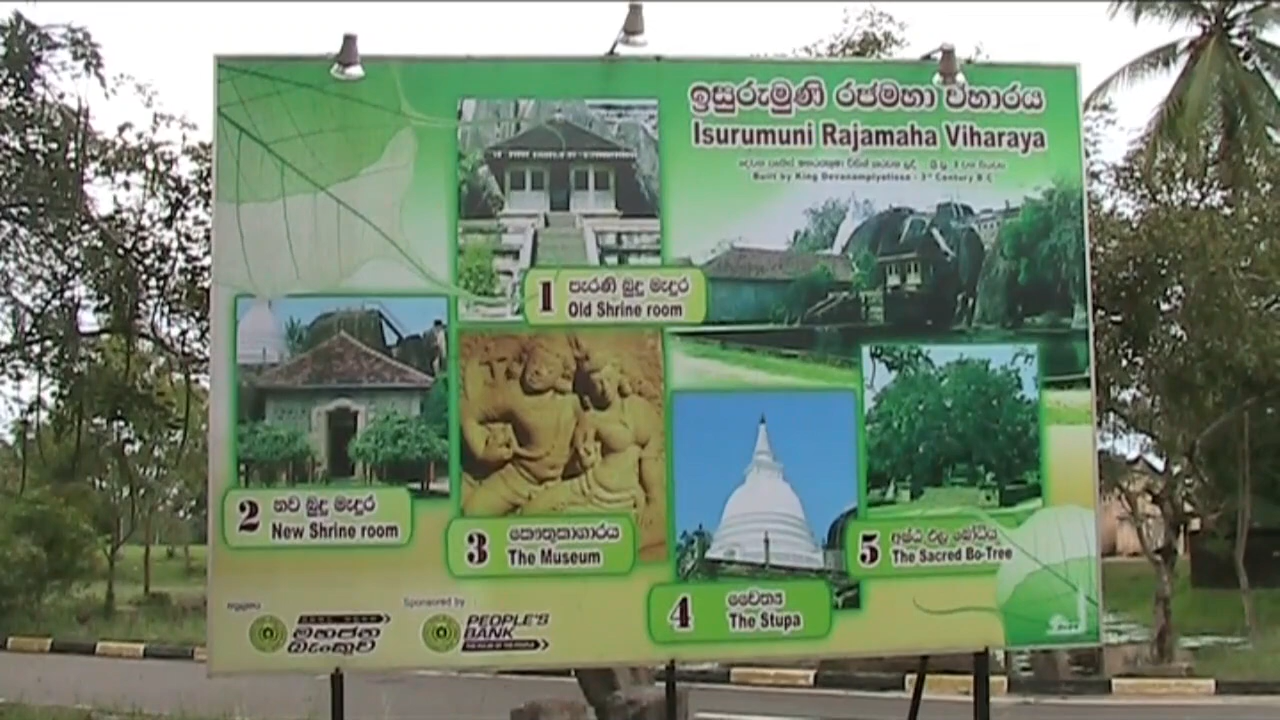 ඉසුරුමුණි රජමහා විහාරය
Isurumuni Rajamaha Viharaya
Built by King Devanampiyatissa - 3rd Century B C
1 පැරණි බුදු මැදුර
Old Shrine room
2 නව බුදු මැදුර
New Shrine room
3 කෞතුකාගාරය
The Museum
4 චෛත්‍ය
The Stupa
5 අෂ්ඨ ඵල බෝධිය
The Sacred Bo-Tree
මහජන
බැංකුව
Sponsored by
PEOPLE'S
BANK